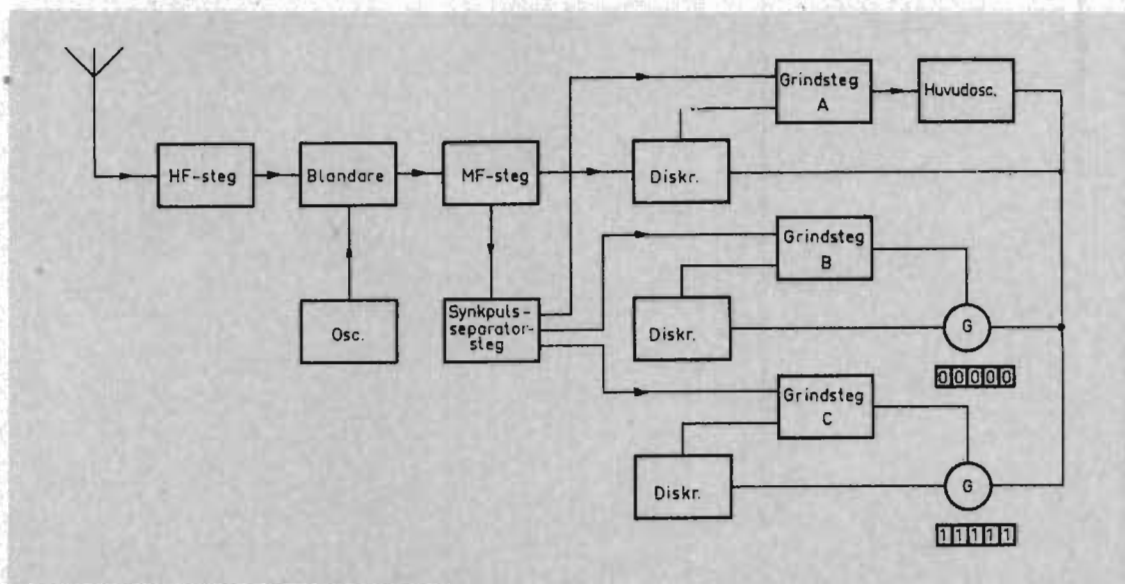 Grindsteg
A
Huvudosc.
HF-steg
Blandare
MF-steg
Diskr.
Grindsteg
B
Synkpuls-
separator-
steg
Osc.
Diskr.
G
00000
Grindsteg
C
Diskr.
G
11111